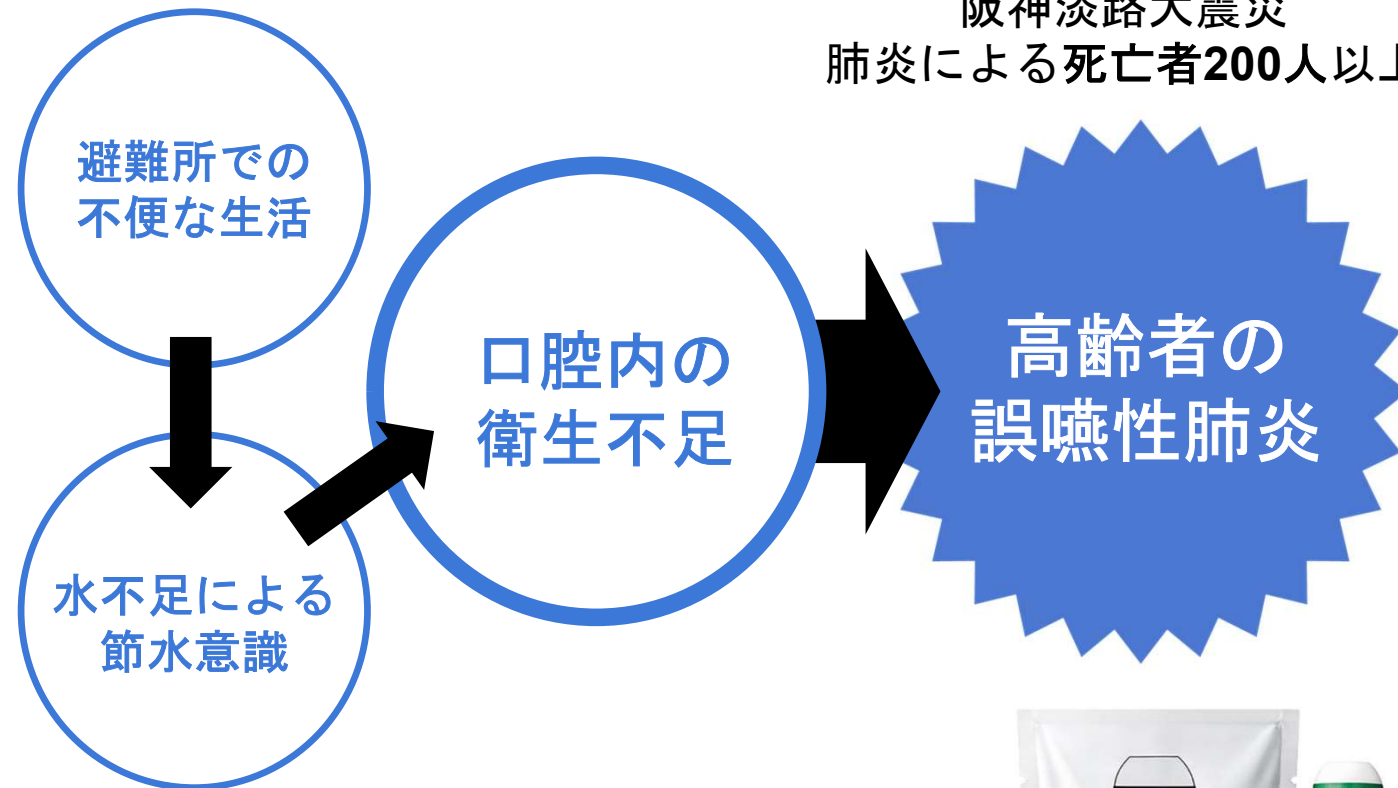 阪神淡路大震災
肺炎による死亡者200人以上
避難所での
不便な生活
水不足による
節水意識
口腔内の
衛生不足
高齢者の
誤嚥性肺炎